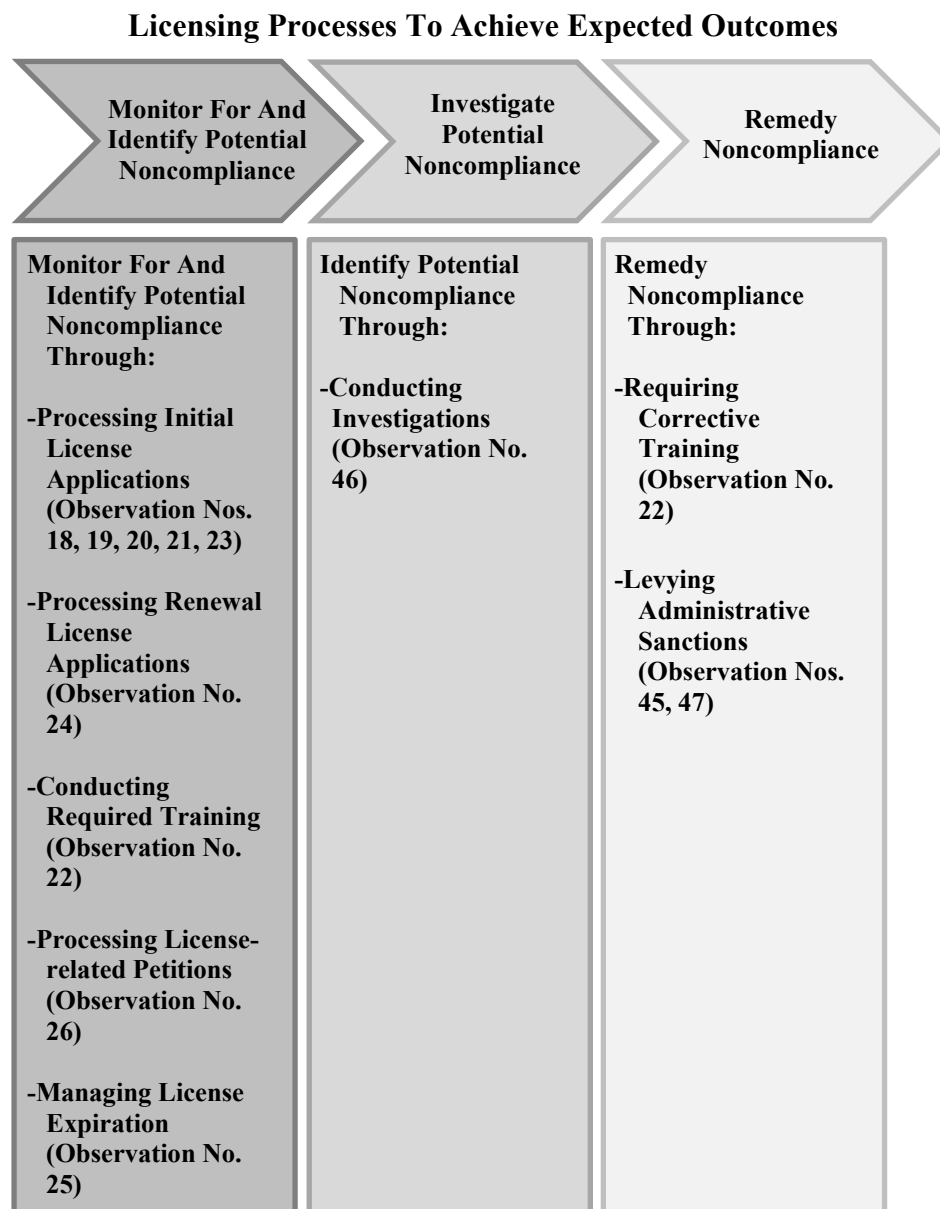 Licensing Processes To Achieve Expected Outcomes
Monitor For And
Identify Potential
Noncompliance
Investigate
Potential
Noncompliance
Remedy
Noncompliance
Monitor For And
Identify Potential
Noncompliance
Through:
-Processing Initial
License
Applications
(Observation Nos.
18, 19, 20, 21, 23)
-Processing Renewal
License
Applications
(Observation No.
24)
-Conducting
Required Training
(Observation No.
22)
-Processing License-
related Petitions
(Observation No.
26)
-Managing License
Expiration
(Observation No.
25)
Identify Potential
Noncompliance
Through:
-Conducting
Investigations
(Observation No.
46)
Remedy
Noncompliance
Through:
-Requiring
Corrective
Training
(Observation No.
22)
-Levying
Administrative
Sanctions
(Observation Nos.
45, 47)